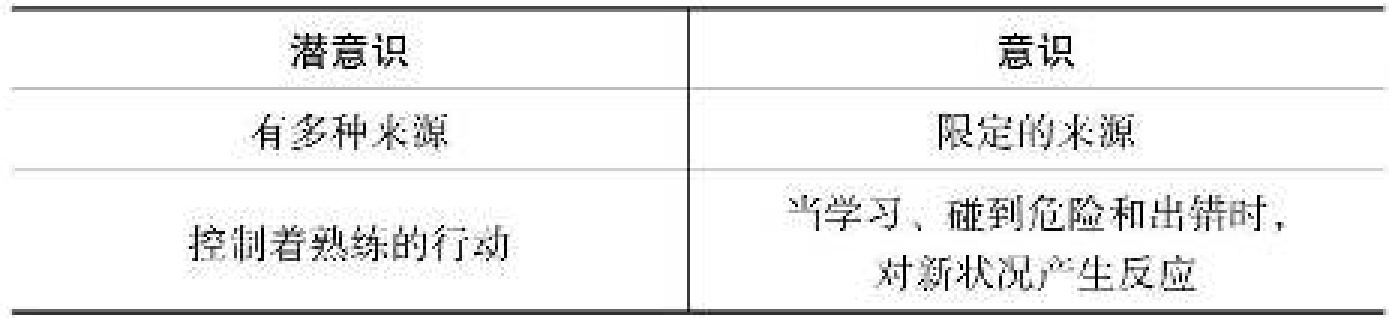 潜意识
意识
有多种来源
限定的来源
控制着熟练的行动
当学习、碰到危险和出错时，
对新状况产生反应